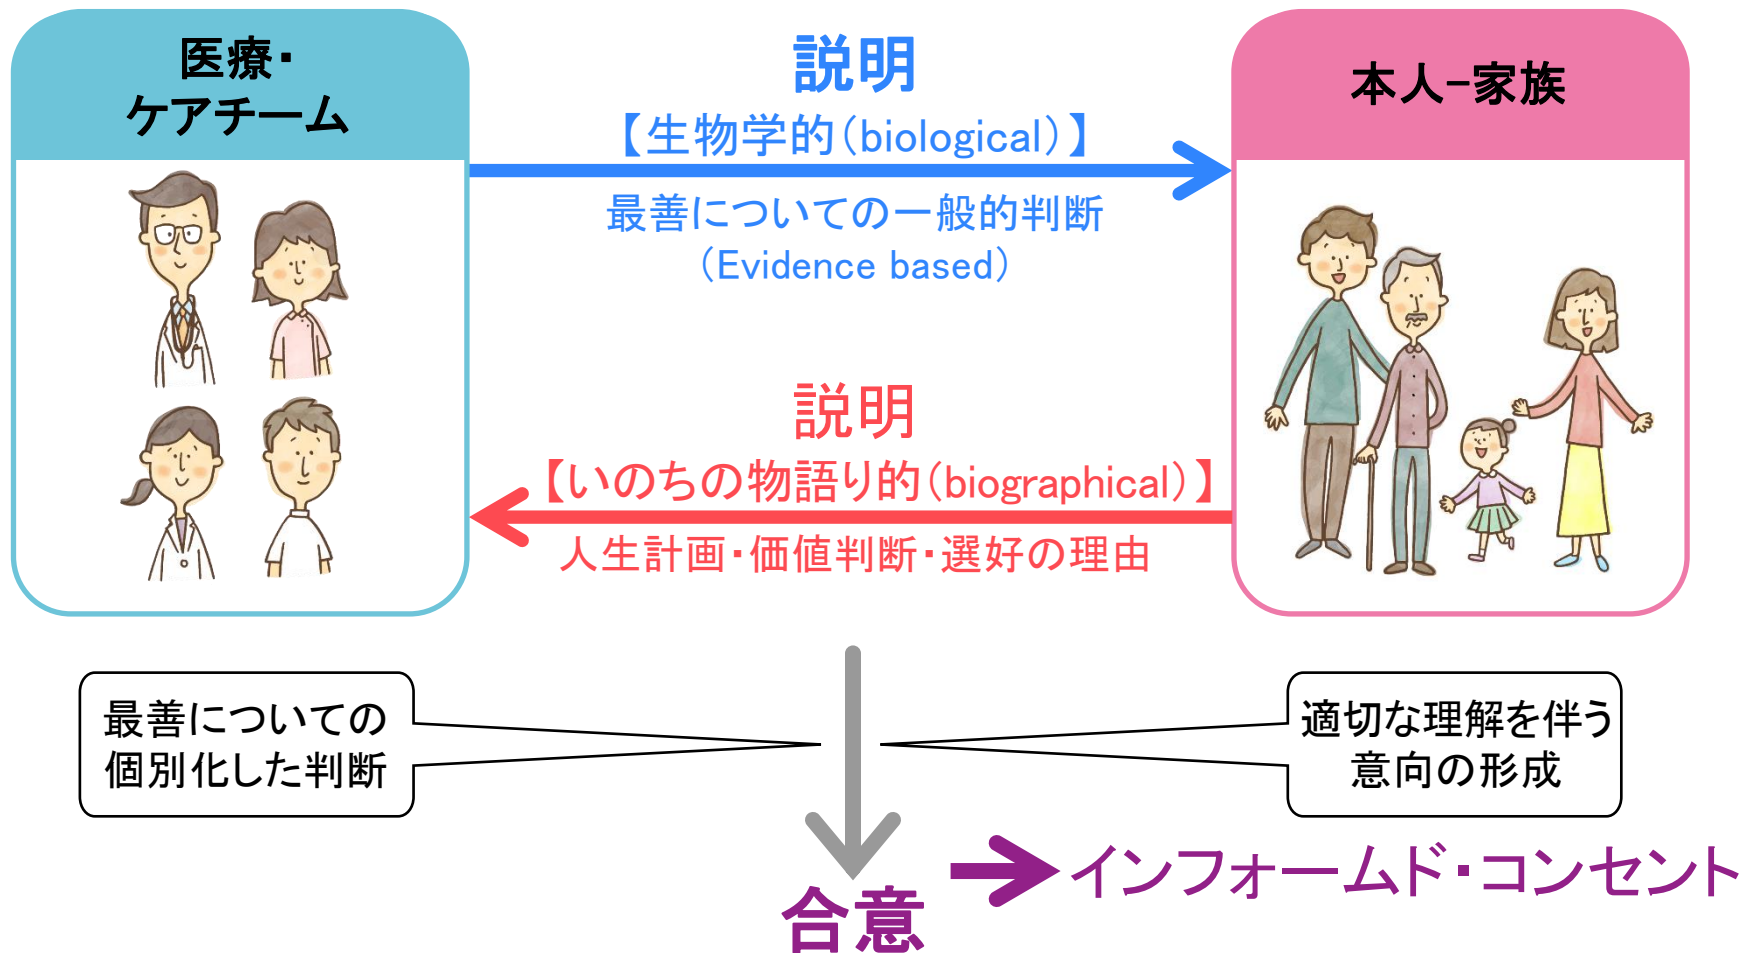 医療・
ケアチーム
説明
【生物学的（biological）】
最善についての一般的判断
（Evidence based）
本人-家族
説明
【いのちの物語り的（biographical）】
人生計画・価値判断・選好の理由
最善についての
個別化した判断
適切な理解を伴う
意向の形成
合意
インフォームド・コンセント